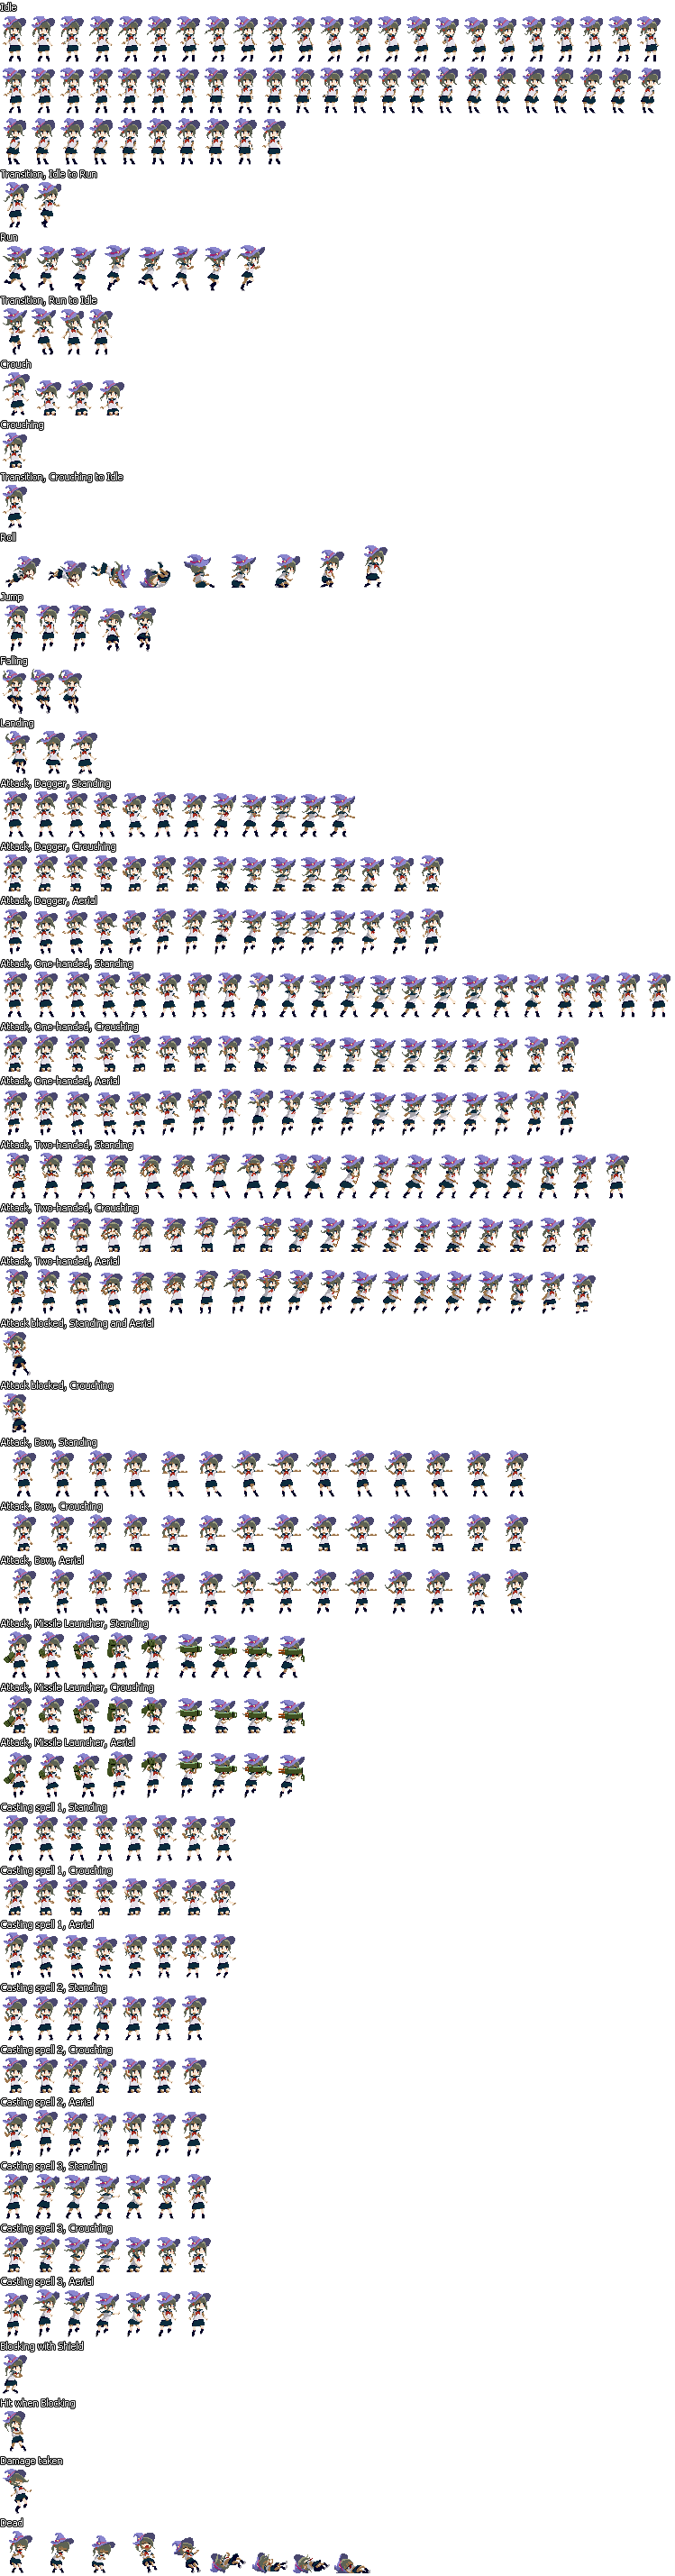 Idle
Transition, Idle to Run
Run
Transition, Run to Idle
Crouch
Crouching
Transition, Crouching to Idle
Roll
Jump
Falling
Landing
Attack, Dagger, Standing
Attack, Dagger, Crouching
Attack, Dagger, Aerial
Attack, One-handed, Standing
Attack, One-handed, Crouching
Attack, One-handed, Aerial
Attack, Two-handed, Standing
Attack, Two-handed, Crouching
Attack, Two-handed, Aerial
Attack blocked, Standing and Aerial
Attack blocked, Crouching
Attack, Bow, Standing
Attack, Bow, Crouching
Attack, Bow, Aerial
Attack, Missile Launcher, Standing
Attack, Missile Launcher, Crouching
Attack, Missile Launcher, Aerial
Casting spell 1, Standing
Casting spell 1, Crouching
Casting spell 1, Aerial
Casting spell 2, Standing
Casting spell 2, Crouching
Casting spell 2, Aerial
Casting spell 3, Standing
Casting spell 3, Crouching
Casting spell 3, Aerial
Blocking with Shield
Hit when Blocking
Damage taken
Dead